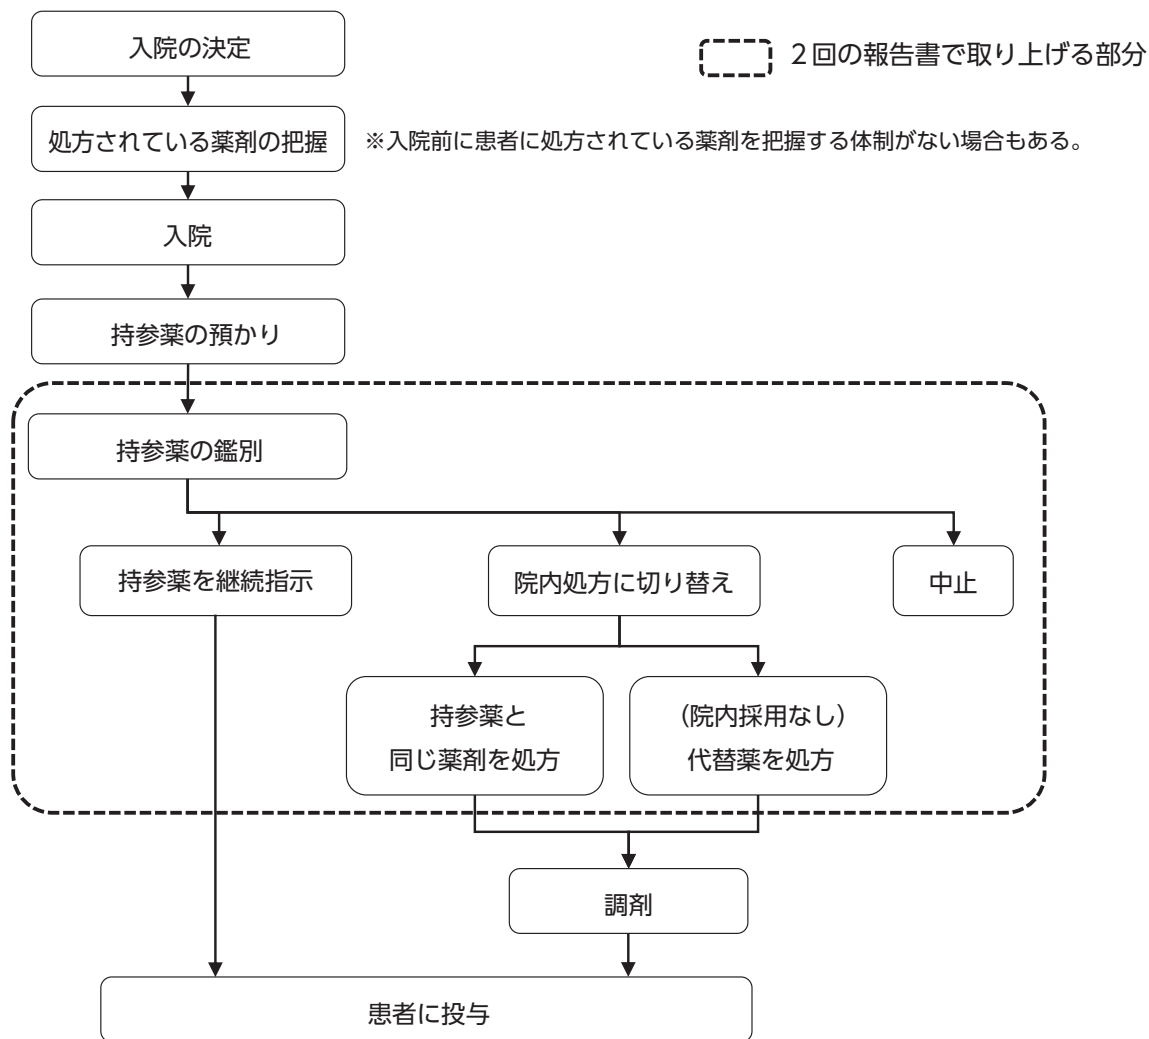 入院の決定
２回の報告書で取り上げる部分
処方されている薬剤の把握
※入院前に患者に処方されている薬剤を把握する体制がない場合もある。
入院
持参薬の預かり
持参薬の鑑別
持参薬を継続指示
院内処方に切り替え
中止
持参薬と
同じ薬剤を処方
（院内採用なし）
代替薬を処方
調剤
患者に投与